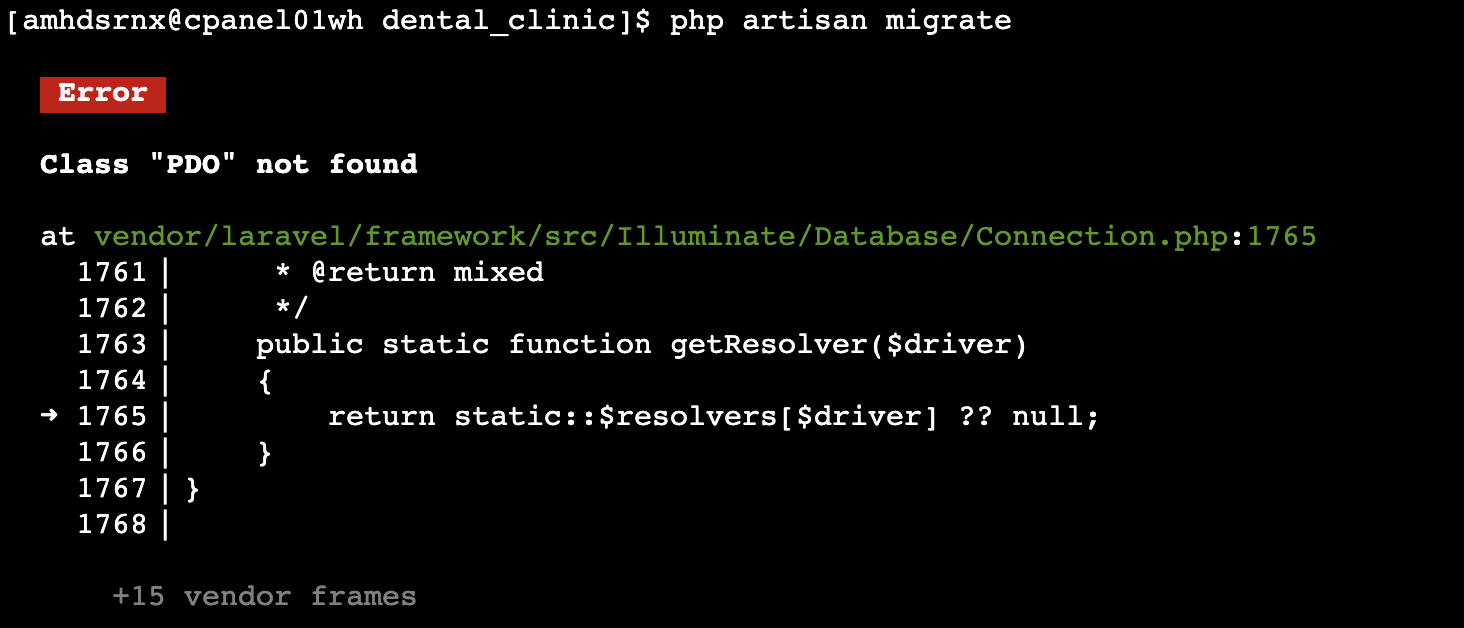 [amhdsrnx@cpanel01wh dental_clinic]$ php artisan migrate
Error
Class "PDO" not found
at vendor/laravel/framework/src/Illuminate/Database/Connection.php:1765
1761|      * @return mixed
1762|      */
1763|     public static function getResolver($driver)
1764|     {
➜ 1765|         return static::$resolvers[$driver] ?? null;
1766|     }
1767| }
1768|
+15 vendor frames